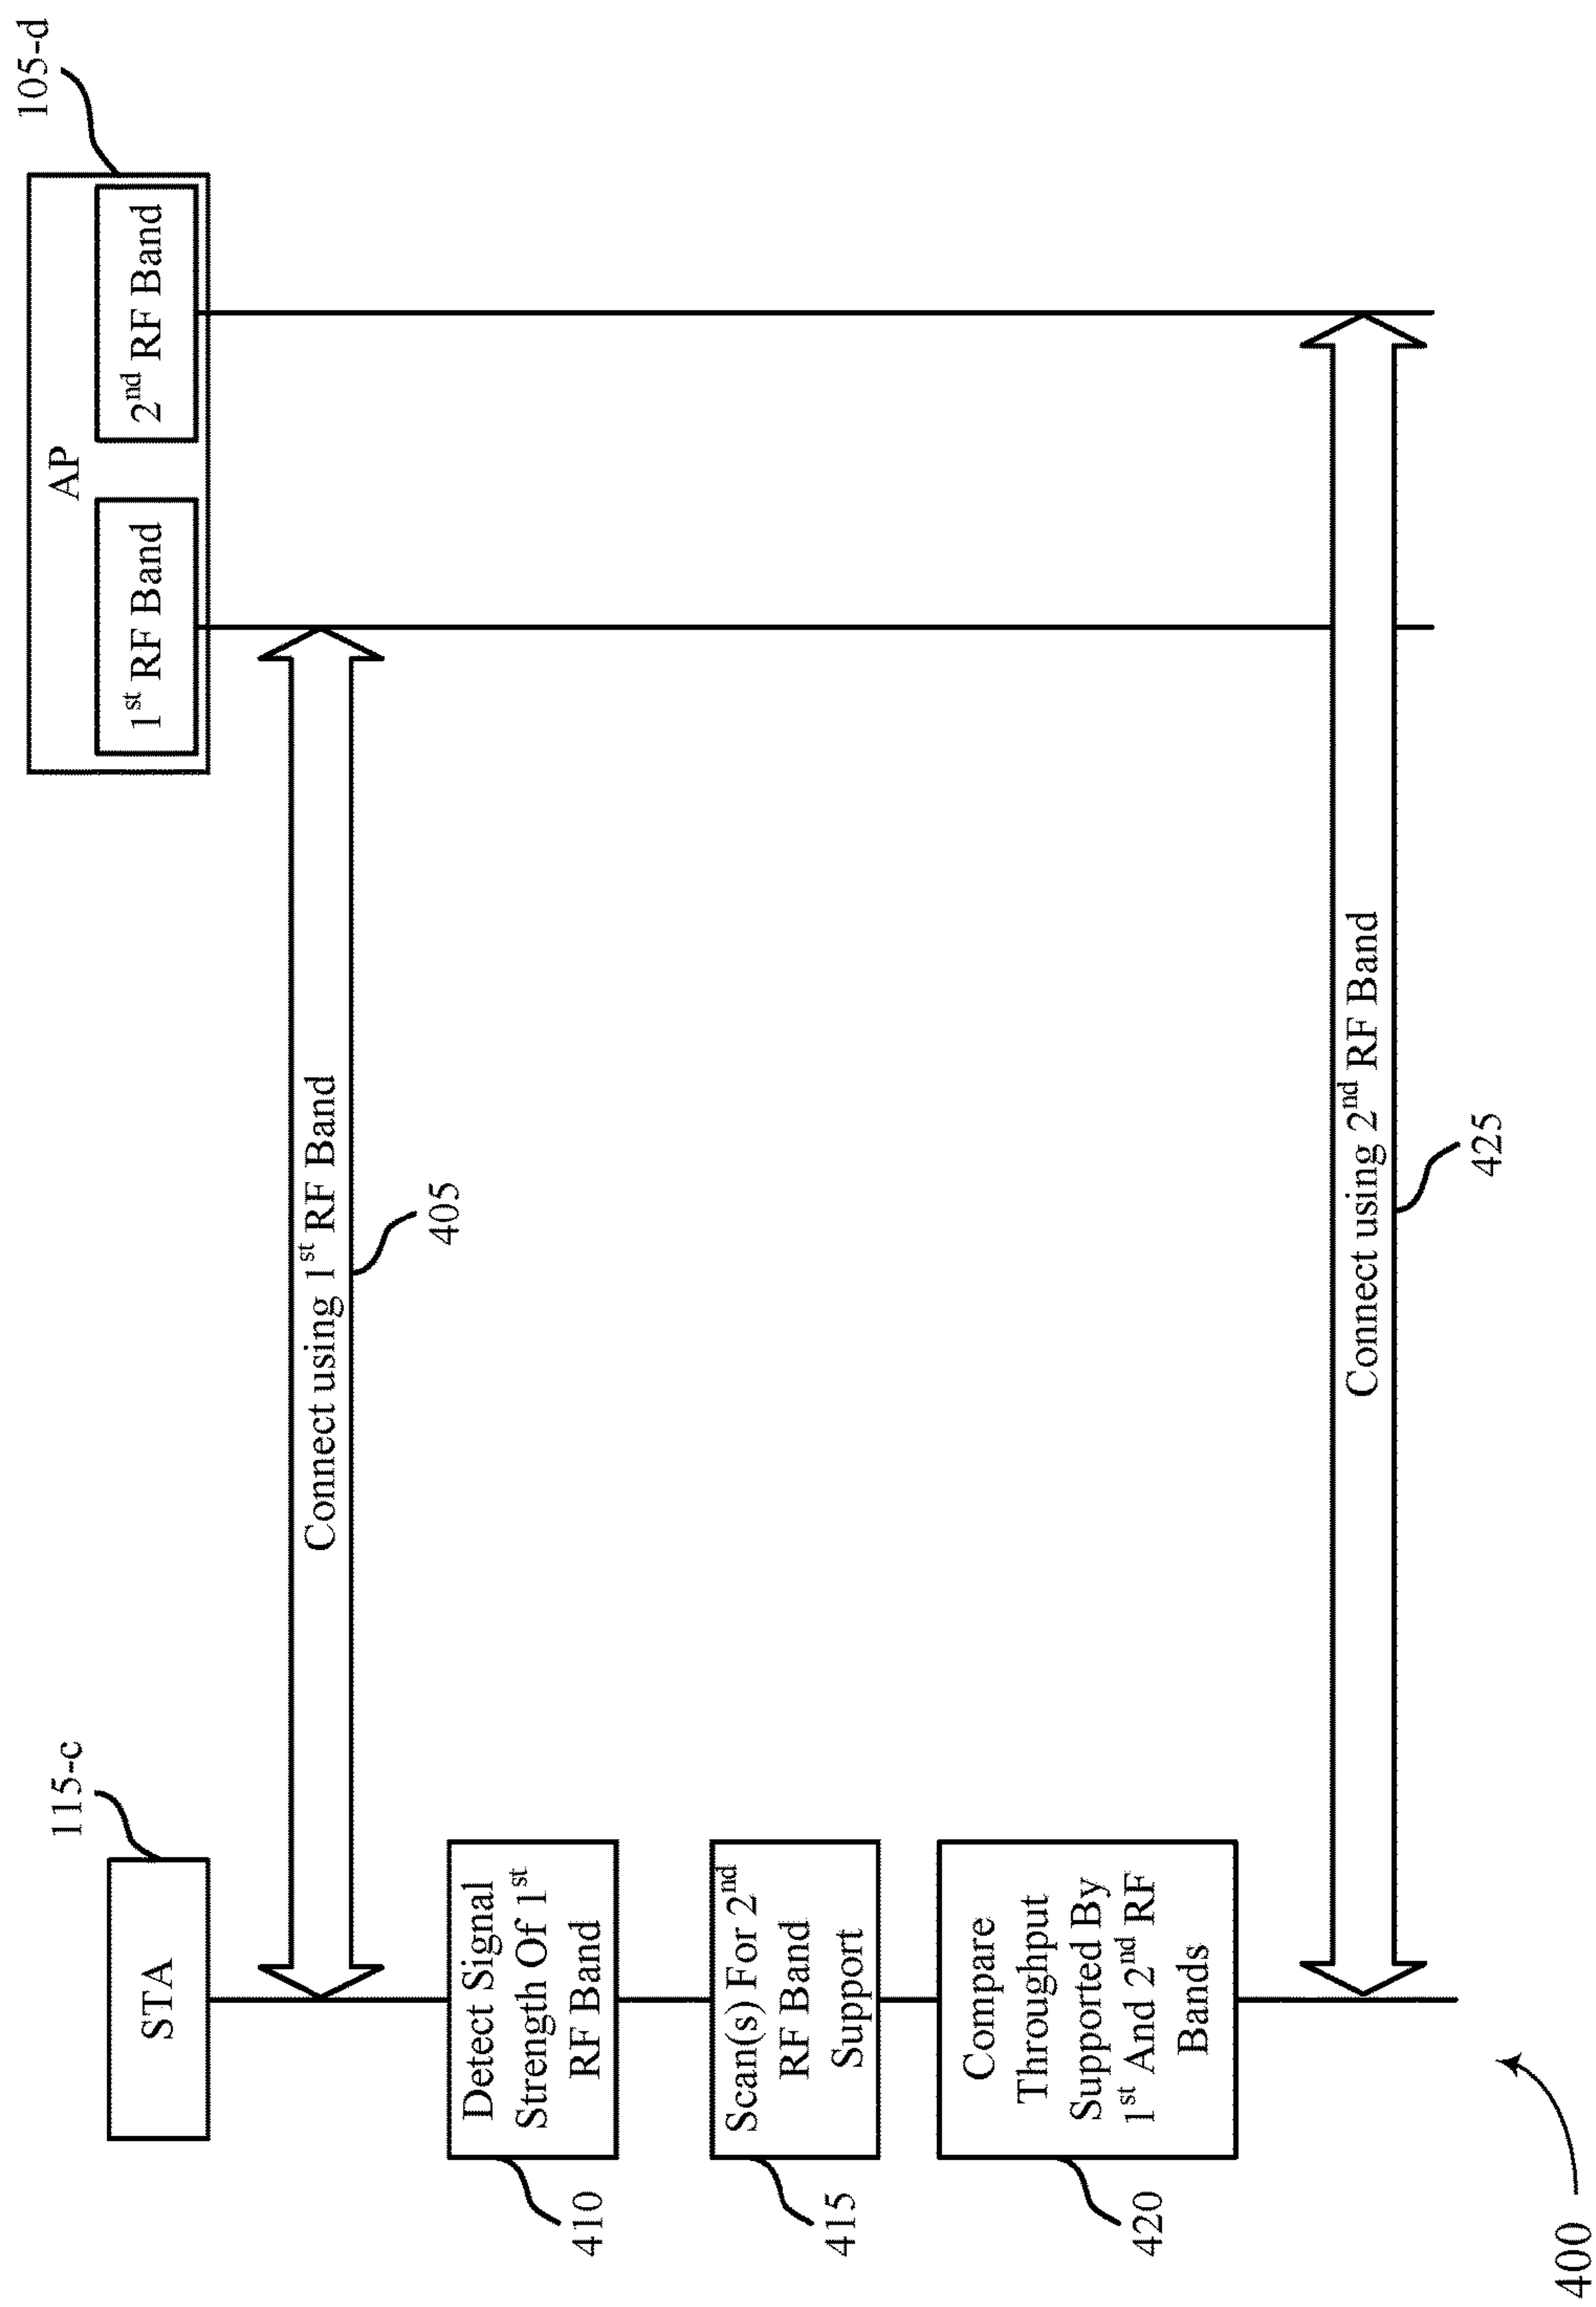 115-c
STA
105-d
AP
1st RF Band
2nd RF Band
Connect using 1st RF Band
405
Detect Signal
Strength Of 1st
RF Band
410
Scan(s) For 2nd
RF Band
Support
415
Compare
Throughput
Supported By
1st And 2nd RF
Bands
420
Connect using 2nd RF Band
425
400